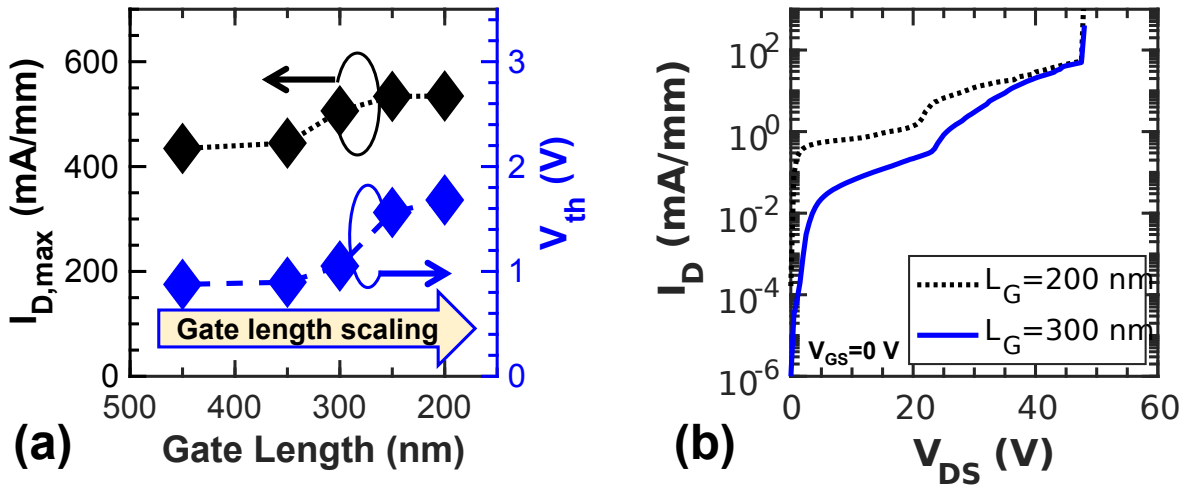 I_D,max (mA/mm)
600
400
200
0
3
2
1
0
V_th (V)
Gate length scaling
500 400 300 200
Gate Length (nm)
(a)
I_D (mA/mm)
10^2
10^0
10^-2
10^-4
10^-6
L_G=200 nm
L_G=300 nm
V_GS=0 V
0 20 40 60
V_DS (V)
(b)